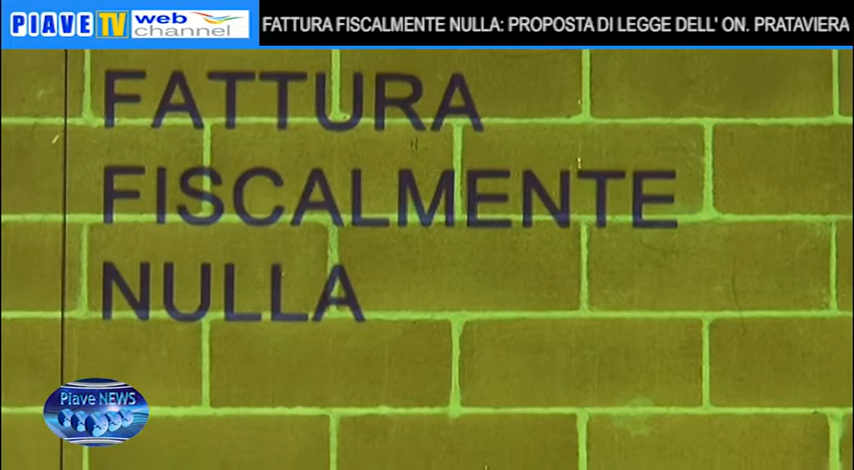 PIAVE TV web channel
FATTURA FISCALMENTE NULLA: PROPOSTA DI LEGGE DELL' ON. PRATAVIERA
FATTURA
FISCALMENTE
NULLA
Piave NEWS